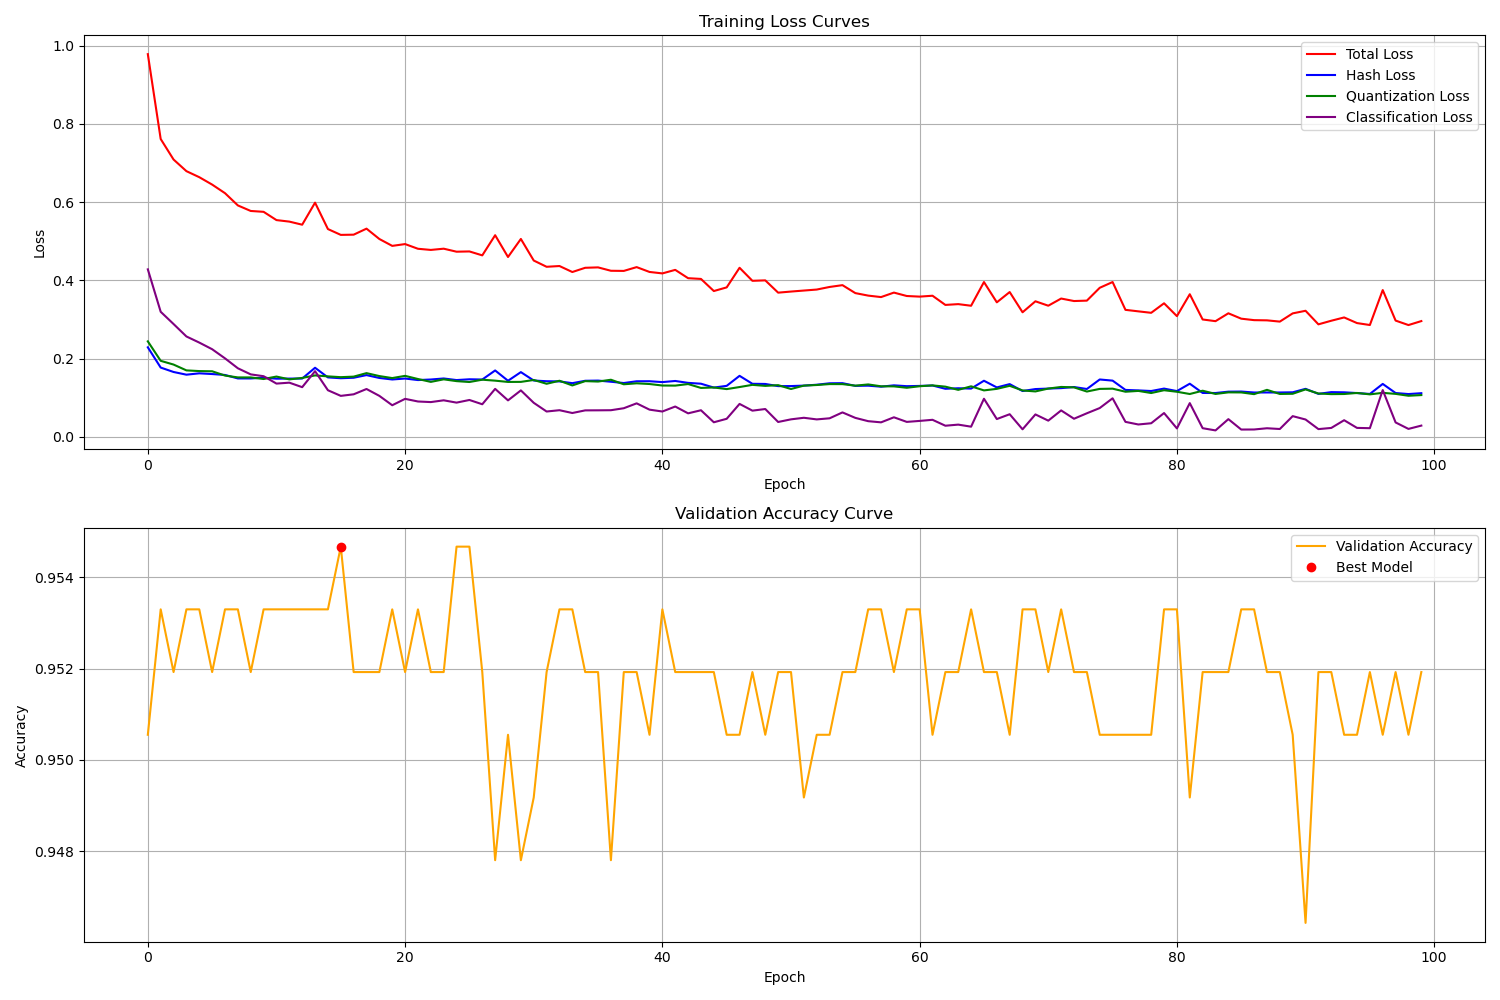 Training Loss Curves
1.0
0.8
0.6
0.4
0.2
0.0
Loss
Total Loss
Hash Loss
Quantization Loss
Classification Loss
0 20 40 60 80 100
Epoch
Validation Accuracy Curve
0.954
0.952
0.950
0.948
Accuracy
Validation Accuracy
Best Model
0 20 40 60 80 100
Epoch